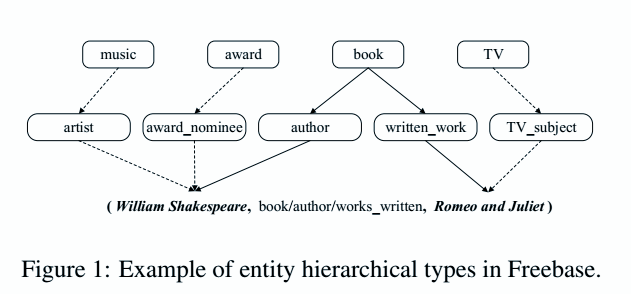 music award book TV
artist award_nominee author written_work TV_subject
( William Shakespeare, book/author/works_written, Romeo and Juliet )
Figure 1: Example of entity hierarchical types in Freebase.